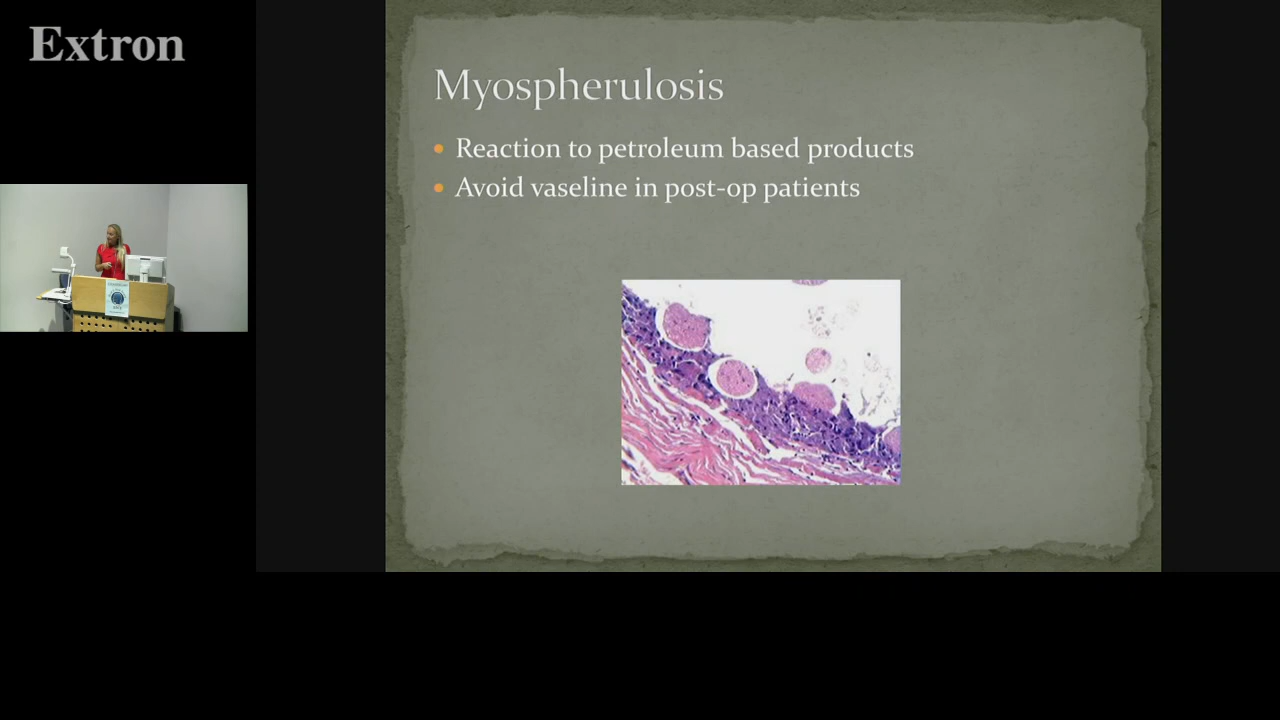 Extron
Myospherulosis
Reaction to petroleum based products
Avoid vaseline in post-op patients